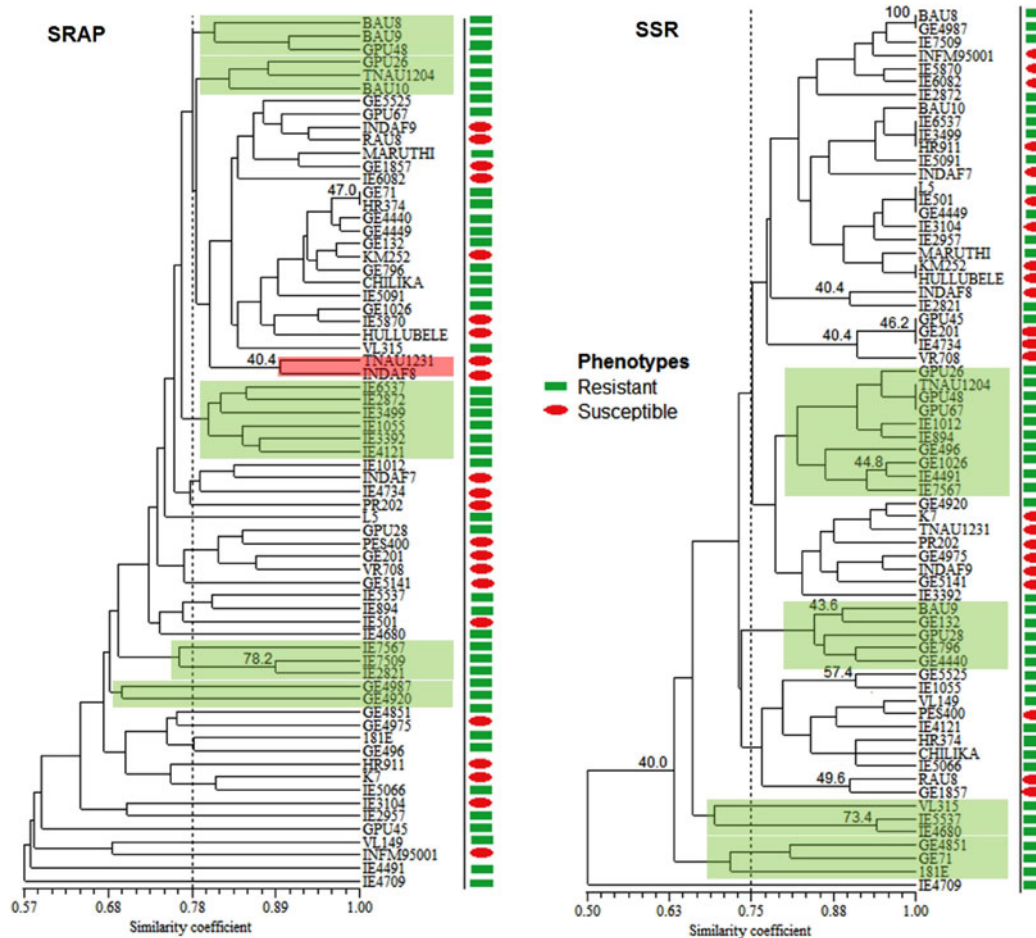 SRAP
BAU8
BAU9
GPU48
GPU26
TNAU1204
BAU10
GE5525
GPU67
INDAF9
RAU8
MARUTHI
GE1857
IE6082
47.0
GE71
HR374
GE4440
GE4449
GE132
KM252
GE796
CHILIKA
IE5091
GE1026
IE5870
HULLUBELE
VL315
40.4
TNAU1231
INDAF8
IE6537
IE2872
IE3499
IE1055
IE3392
IE4121
IE1012
INDAF7
IE4734
PR202
L5
GPU28
PES400
GE201
VR708
GE5141
IE5537
IE894
IE501
IE4680
IE7567
78.2
IE7509
IE2821
GE4987
GE4920
GE4851
GE4975
181E
GE496
HR911
K7
IE5066
IE3104
IE2957
GPU45
VL149
INFM95001
IE4491
IE4709
0.57 0.68 0.78 0.89 1.00
Similarity coefficient
Phenotypes
Resistant
Susceptible
SSR
100
BAU8
GE4987
IE7509
INFM95001
IE5870
IE6082
IE2872
BAU10
IE6537
IE3499
HR911
IE5091
INDAF7
L5
IE501
GE4449
IE3104
IE2957
MARUTHI
KM252
HULLUBELE
40.4
INDAF8
IE2821
46.2
GPU45
GE201
40.4
IE4734
VR708
GPU26
TNAU1204
GPU48
GPU67
IE1012
IE894
GE496
44.8
GE1026
IE4491
IE7567
GE4920
K7
TNAU1231
PR202
GE4975
INDAF9
GE5141
IE3392
43.6
BAU9
GE132
GPU28
GE796
GE4440
57.4
GE5525
IE1055
VL149
PES400
IE4121
HR374
CHILIKA
IE5066
40.0
49.6
RAU8
GE1857
VL315
73.4
IE5537
IE4680
GE4851
GE71
181E
IE4709
0.50 0.63 0.75 0.88 1.00
Similarity coefficient